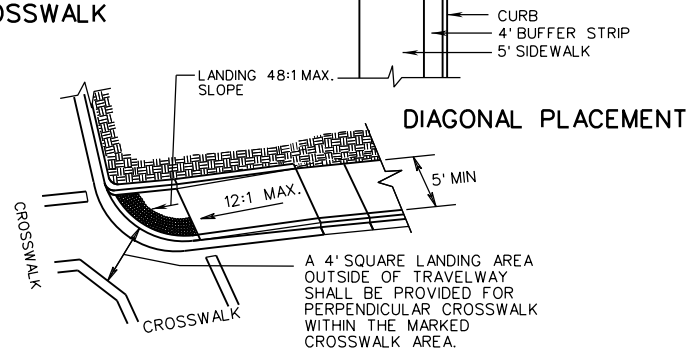 OSSWALK
CURB
4' BUFFER STRIP
5' SIDEWALK
LANDING 48:1 MAX.
SLOPE
DIAGONAL PLACEMENT
5' MIN
12:1 MAX.
CROSSWALK
CROSSWALK
A 4' SQUARE LANDING AREA
OUTSIDE OF TRAVELWAY
SHALL BE PROVIDED FOR
PERPENDICULAR CROSSWALK
WITHIN THE MARKED
CROSSWALK AREA.